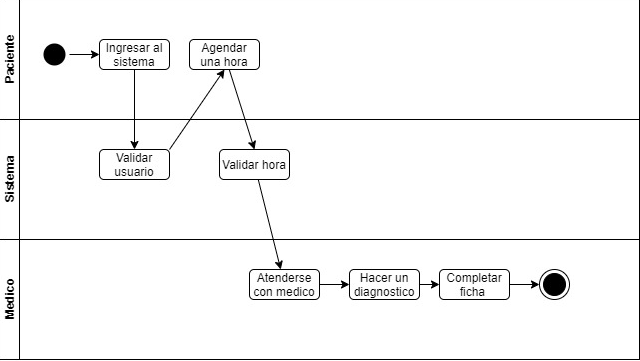 Paciente
Ingresar al
sistema
Agendar
una hora
Sistema
Validar
usuario
Validar hora
Medico
Atenderse
con medico
Hacer un
diagnostico
Completar
ficha